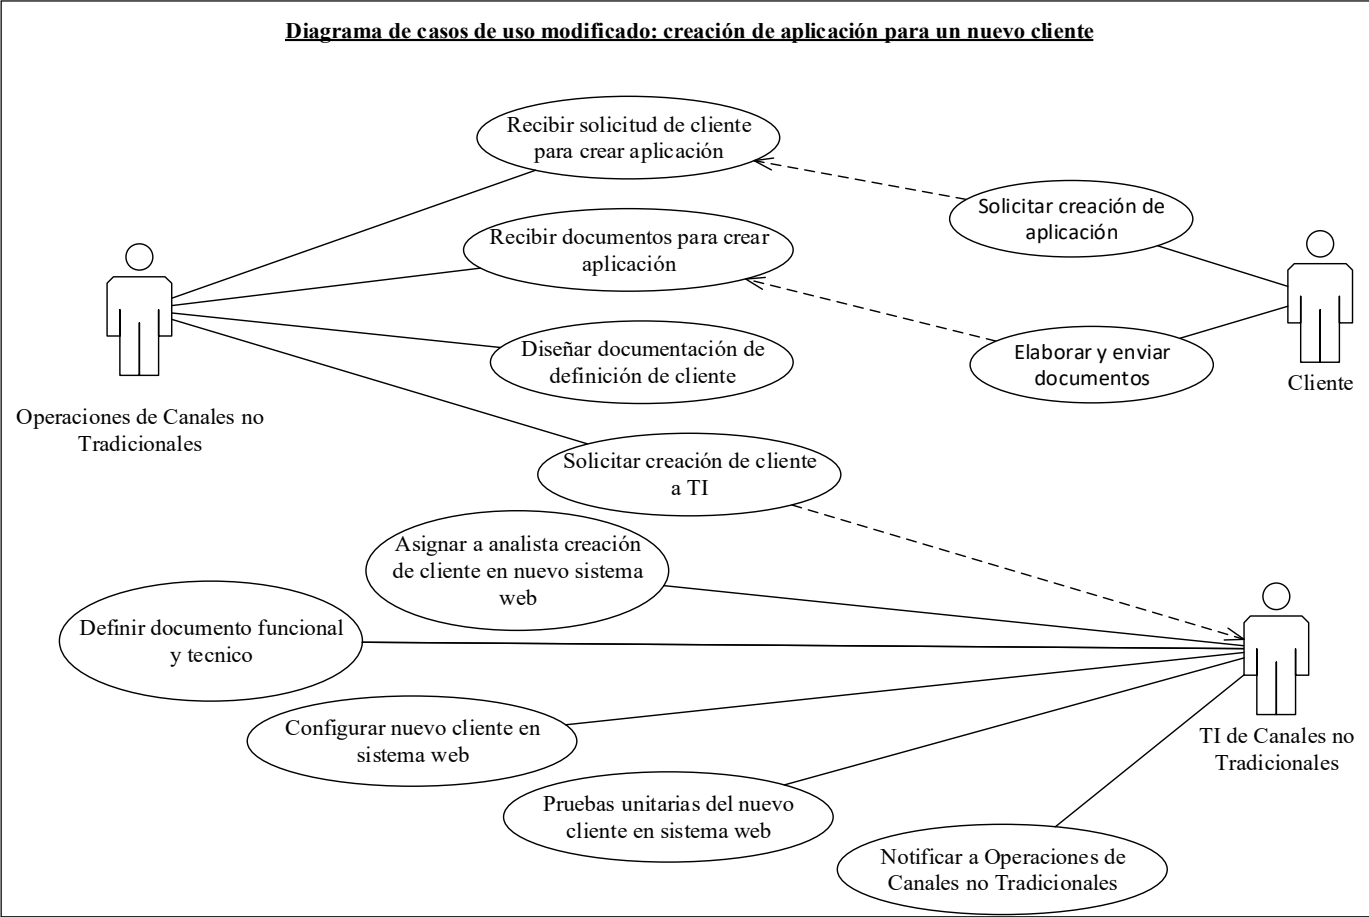 Diagrama de casos de uso modificado: creación de aplicación para un nuevo cliente
Recibir solicitud de cliente
para crear aplicación
Solicitar creación de
aplicación
Recibir documentos para crear
aplicación
Diseñar documentación de
definición de cliente
Elaborar y enviar
documentos
Cliente
Operaciones de Canales no
Tradicionales
Solicitar creación de cliente
a TI
Asignar a analista creación
de cliente en nuevo sistema
web
Definir documento funcional
y tecnico
Configurar nuevo cliente en
sistema web
TI de Canales no
Tradicionales
Pruebas unitarias del nuevo
cliente en sistema web
Notificar a Operaciones de
Canales no Tradicionales